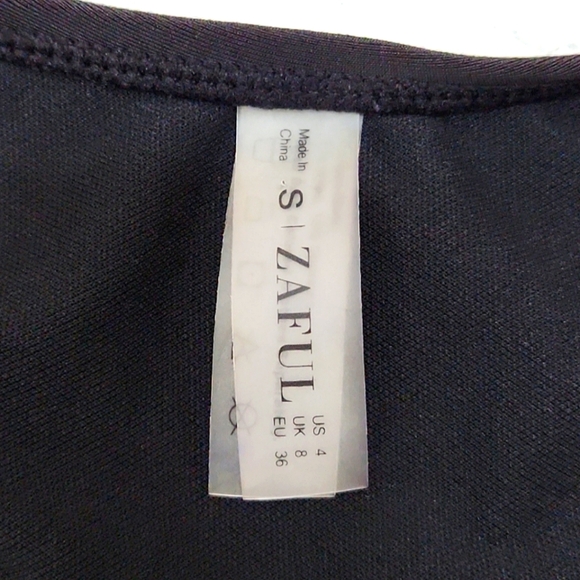 Made In
China
S | ZAFUL
US 4
UK 8
EU 36